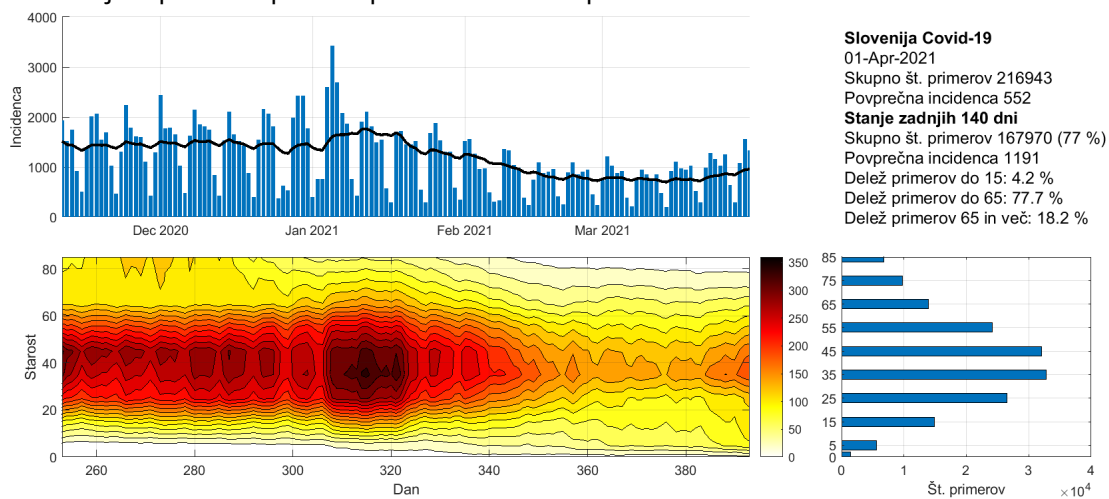 4000
3000
2000
1000
0
Incidenca
Dec 2020
Jan 2021
Feb 2021
Mar 2021
Slovenija Covid-19
01-Apr-2021
Skupno št. primerov 216943
Povprečna incidenca 552
Stanje zadnjih 140 dni
Skupno št. primerov 167970 (77 %)
Povprečna incidenca 1191
Delež primerov do 15: 4.2 %
Delež primerov do 65: 77.7 %
Delež primerov 65 in več: 18.2 %
80
60
40
20
0
Starost
260
280
300
320
340
360
380
Dan
350
300
250
200
150
100
50
0
85
75
65
55
45
35
25
15
5
0
0
1
2
3
4
×10⁴
Št. primerov